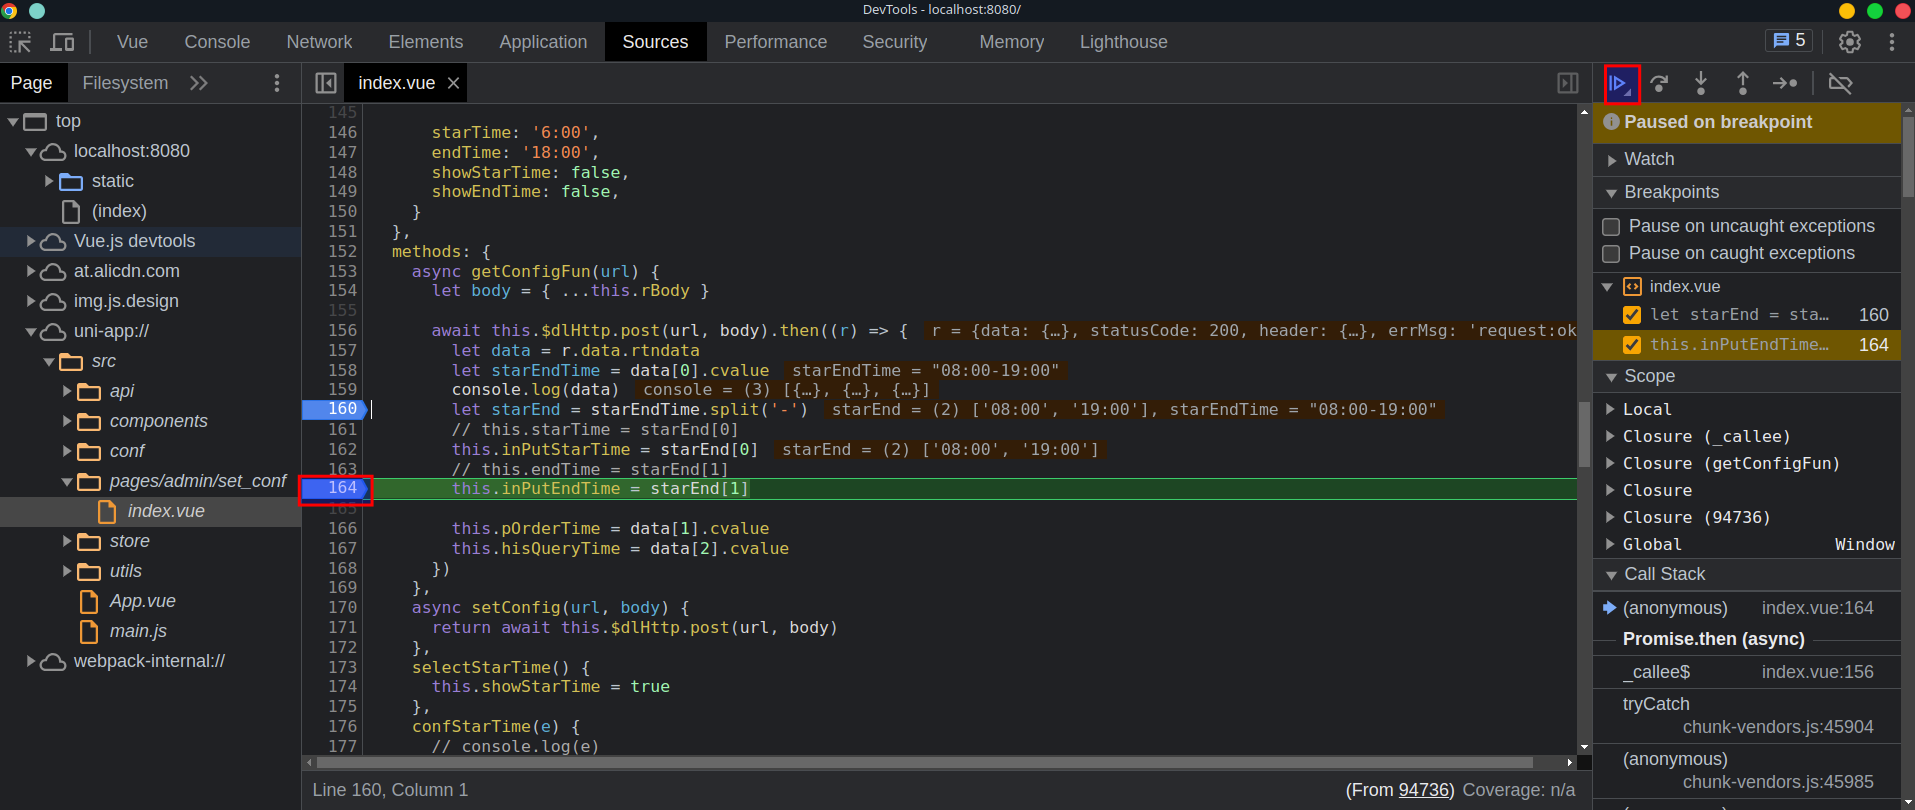 DevTools - localhost:8080/
Vue Console Network Elements Application Sources Performance Security Memory Lighthouse 5
Page Filesystem
index.vue
top
localhost:8080
static
(index)
Vue.js devtools
at.alicdn.com
img.js.design
uni-app://
src
api
components
conf
pages/admin/set_conf
index.vue
store
utils
App.vue
main.js
webpack-internal://
145
146 startTime: '6:00',
147 endTime: '18:00',
148 showStartTime: false,
149 showEndTime: false,
150 }
151 },
152 methods: {
153 async getConfigFun(url) {
154 let body = { ...this.rBody }
155
156 await this.$dlHttp.post(url, body).then((r) => { r = {data: {…}, statusCode: 200, header: {…}, errMsg: 'request:ok
157 let data = r.data.rtndata
158 let starEndTime = data[0].cvalue starEndTime = "08:00-19:00"
159 console.log(data) console = (3) [{…}, {…}, {…}]
160 let starEnd = starEndTime.split('-') starEnd = (2) ['08:00', '19:00'], starEndTime = "08:00-19:00"
161 // this.startTime = starEnd[0]
162 this.inPutStartTime = starEnd[0] starEnd = (2) ['08:00', '19:00']
163 // this.endTime = starEnd[1]
164 this.inPutEndTime = starEnd[1]
165
166 this.pOrderTime = data[1].cvalue
167 this.hisQueryTime = data[2].cvalue
168 })
169 },
170 async setConfig(url, body) {
171 return await this.$dlHttp.post(url, body)
172 },
173 selectStarTime() {
174 this.showStarTime = true
175 },
176 confStarTime(e) {
177 // console.log(e)
Line 160, Column 1
(From 94736) Coverage: n/a
Paused on breakpoint
Watch
Breakpoints
Pause on uncaught exceptions
Pause on caught exceptions
index.vue
let starEnd = sta… 160
this.inPutEndTime… 164
Scope
Local
Closure (_callee)
Closure (getConfigFun)
Closure
Closure (94736)
Global Window
Call Stack
(anonymous) index.vue:164
Promise.then (async)
_callee$ index.vue:156
tryCatch
chunk-vendors.js:45904
(anonymous)
chunk-vendors.js:45985